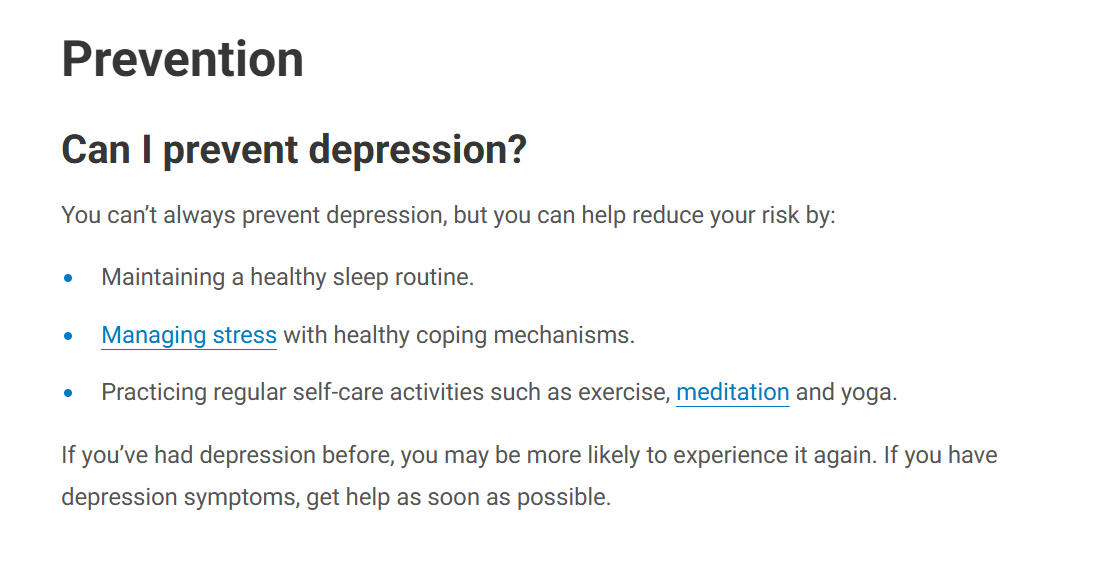 Prevention
Can I prevent depression?
You can’t always prevent depression, but you can help reduce your risk by:
Maintaining a healthy sleep routine.
Managing stress with healthy coping mechanisms.
Practicing regular self-care activities such as exercise, meditation and yoga.
If you’ve had depression before, you may be more likely to experience it again. If you have
depression symptoms, get help as soon as possible.